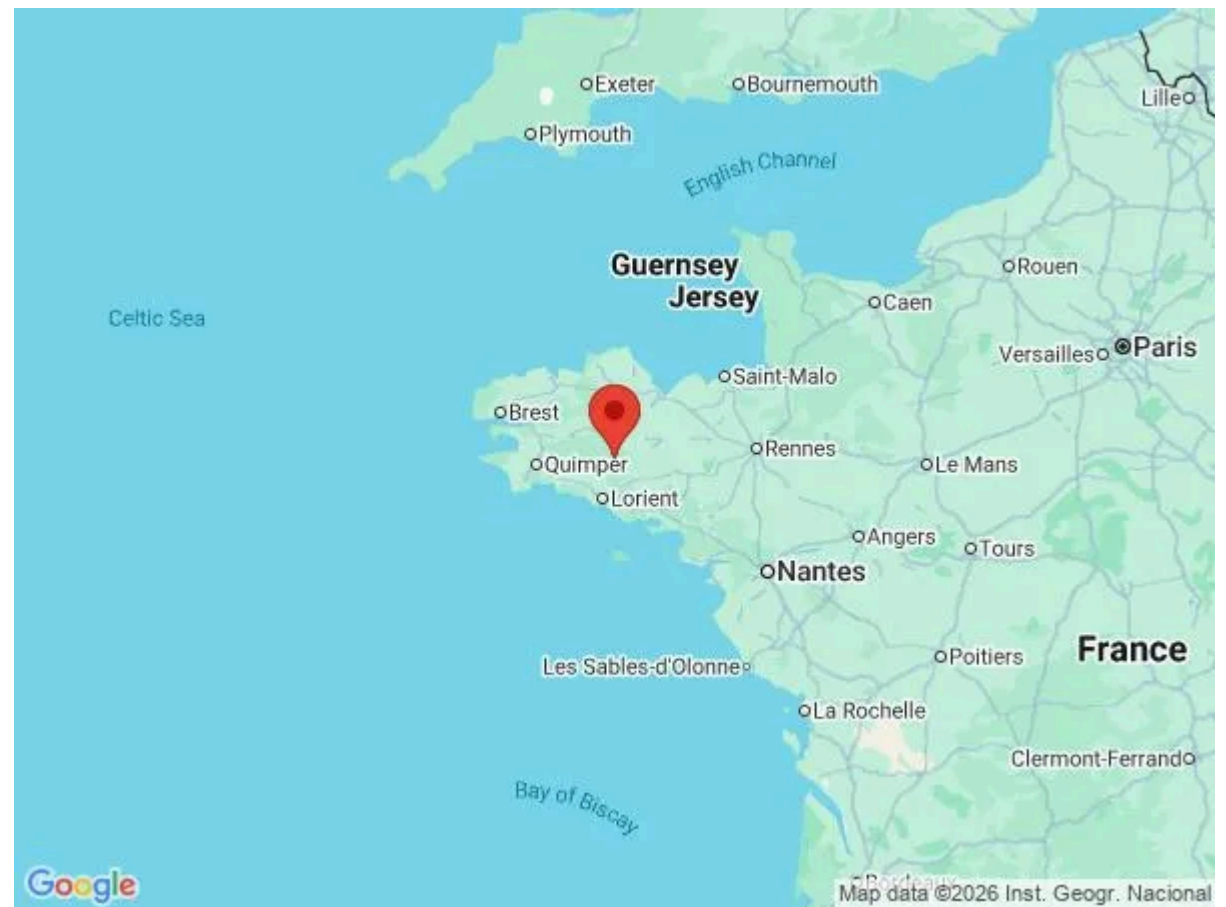 Exeter
Bournemouth
Lille
Plymouth
English Channel
Guernsey
Jersey
Rouen
Caen
Celtic Sea
Versailles
Paris
Saint-Malo
Brest
Rennes
Quimper
Le Mans
Lorient
Angers
Tours
Nantes
France
Poitiers
Les Sables-d'Olonne
La Rochelle
Clermont-Ferrand
Bay of Biscay
Bordeaux
Google
Map data ©2026 Inst. Geogr. Nacional